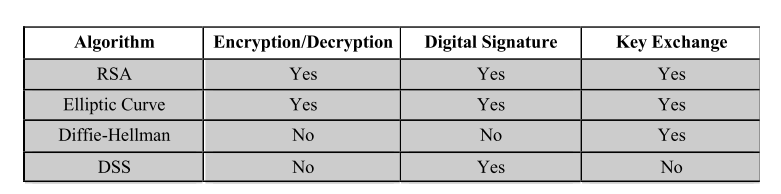 Algorithm Encryption/Decryption Digital Signature Key Exchange
RSA Yes Yes Yes
Elliptic Curve Yes Yes Yes
Diffie-Hellman No No Yes
DSS No Yes No